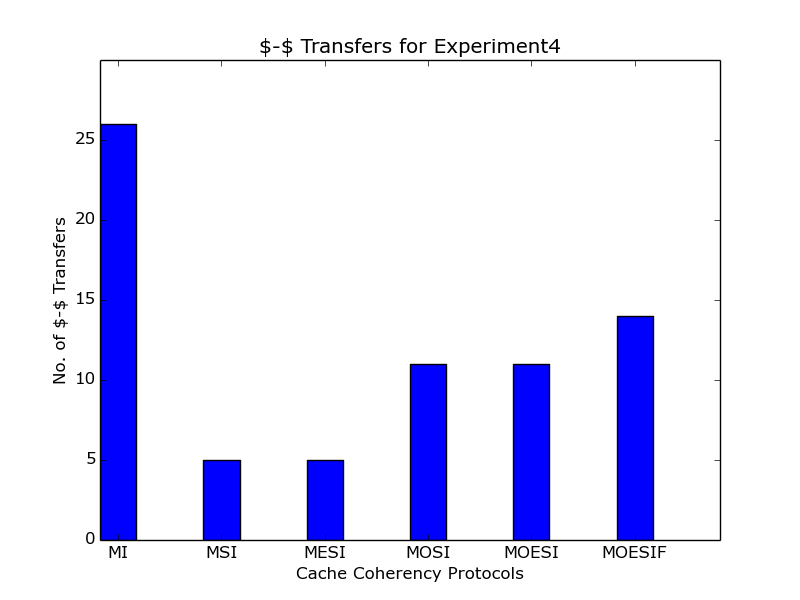 $-$ Transfers for Experiment4
No. of $-$ Transfers
25
20
15
10
5
0
MI MSI MESI MOSI MOESI MOESIF
Cache Coherency Protocols